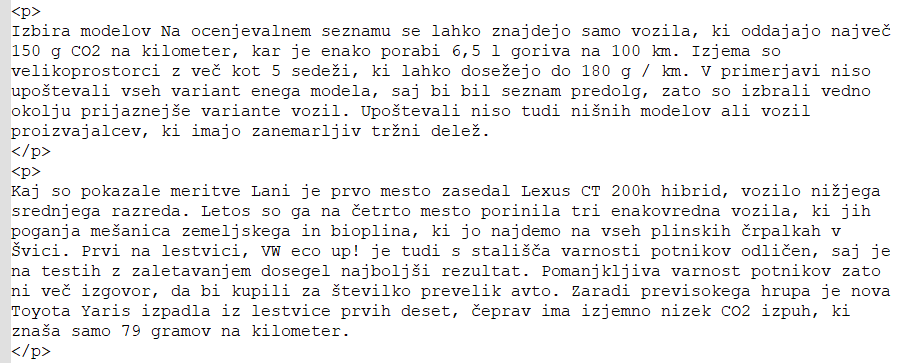 <p>
Izbira modelov Na ocenjevalnem seznamu se lahko znajdejo samo vozila, ki oddajajo največ
150 g CO2 na kilometer, kar je enako porabi 6,5 l goriva na 100 km. Izjema so
velikoprostorci z več kot 5 sedeži, ki lahko dosežejo do 180 g / km. V primerjavi niso
upoštevali vseh variant enega modela, saj bi bil seznam predolg, zato so izbrali vedno
okolju prijaznejše variante vozil. Upoštevali niso tudi nišnih modelov ali vozil
proizvajalcev, ki imajo zanemarljiv tržni delež.
</p>
<p>
Kaj so pokazale meritve Lani je prvo mesto zasedal Lexus CT 200h hibrid, vozilo nižjega
srednjega razreda. Letos so ga na četrto mesto porinila tri enakovredna vozila, ki jih
poganja mešanica zemeljskega in bioplina, ki jo najdemo na vseh plinskih črpalkah v
Švici. Prvi na lestvici, VW eco up! je tudi s stališča varnosti potnikov odličen, saj je
na testih z zaletavanjem dosegel najboljši rezultat. Pomanjkljiva varnost potnikov zato
ni več izgovor, da bi kupili za številko prevelik avto. Zaradi previsokega hrupa je nova
Toyota Yaris izpadla iz lestvice prvih deset, čeprav ima izjemno nizek CO2 izpuh, ki
znaša samo 79 gramov na kilometer.
</p>